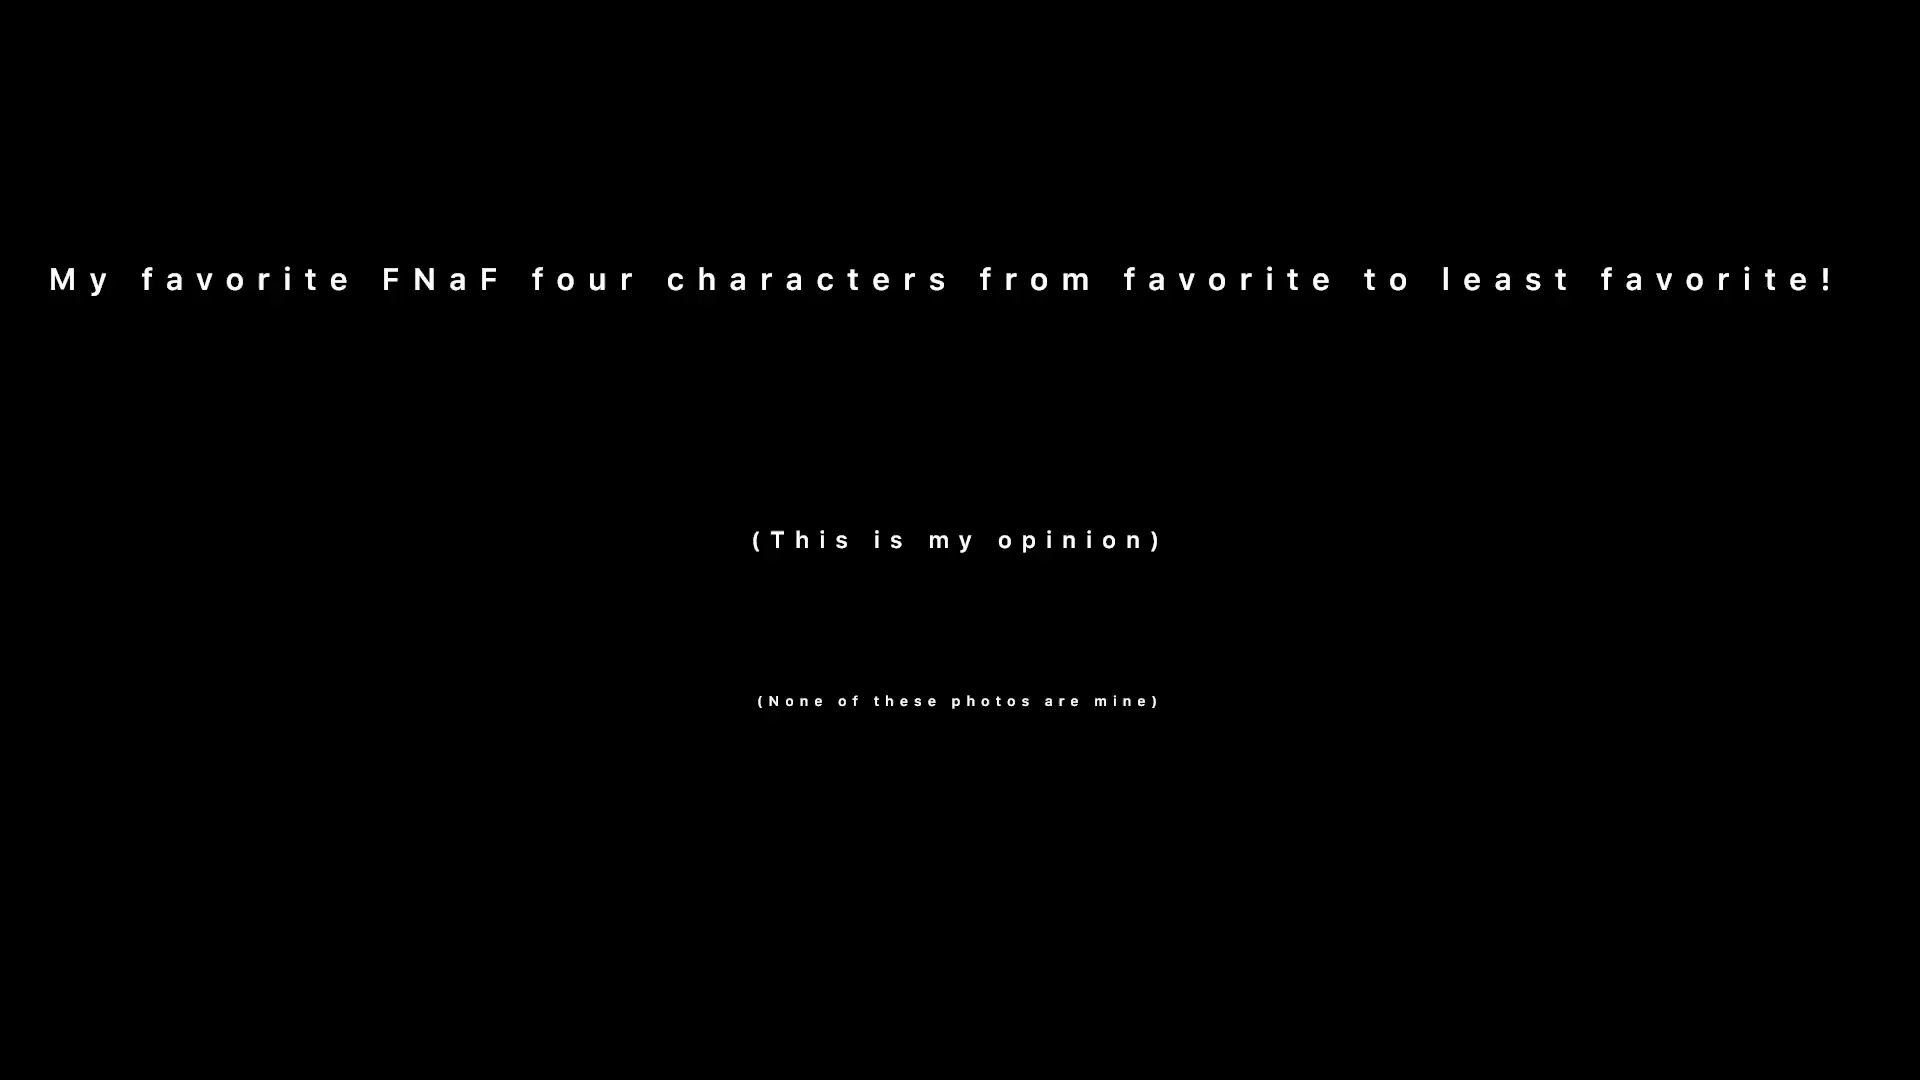 My favorite FNaF four characters from favorite to least favorite!
(This is my opinion)
(None of these photos are mine)